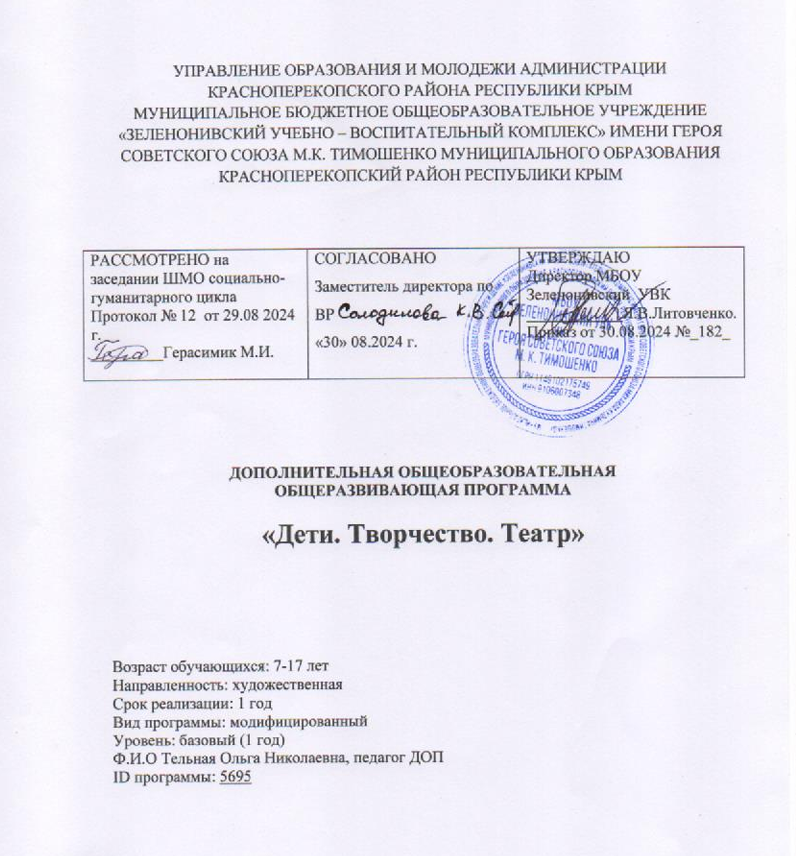 УПРАВЛЕНИЕ ОБРАЗОВАНИЯ И МОЛОДЕЖИ АДМИНИСТРАЦИИ
КРАСНОПЕРЕКОПСКОГО РАЙОНА РЕСПУБЛИКИ КРЫМ
МУНИЦИПАЛЬНОЕ БЮДЖЕТНОЕ ОБЩЕОБРАЗОВАТЕЛЬНОЕ УЧРЕЖДЕНИЕ
«ЗЕЛЕНОНИВСКИЙ УЧЕБНО – ВОСПИТАТЕЛЬНЫЙ КОМПЛЕКС» ИМЕНИ ГЕРОЯ
СОВЕТСКОГО СОЮЗА М.К. ТИМОШЕНКО МУНИЦИПАЛЬНОГО ОБРАЗОВАНИЯ
КРАСНОПЕРЕКОПСКИЙ РАЙОН РЕСПУБЛИКИ КРЫМ
РАССМОТРЕНО на
заседании ШМО социально-
гуманитарного цикла
Протокол № 12 от 29.08 2024
г.
Герасимик М.И.
СОГЛАСОВАНО
Заместитель директора по
ВР Солодилова К.В.
«30» 08.2024 г.
УТВЕРЖДАЮ
Директор МБОУ
Зеленонивский УВК
Я.В.Литовченко.
Приказ от 30.08.2024 №_182_
ГЕРОЯ СОВЕТСКОГО СОЮЗА
М. К. ТИМОШЕНКО
ДОПОЛНИТЕЛЬНАЯ ОБЩЕОБРАЗОВАТЕЛЬНАЯ
ОБЩЕРАЗВИВАЮЩАЯ ПРОГРАММА
«Дети. Творчество. Театр»
Возраст обучающихся: 7-17 лет
Направленность: художественная
Срок реализации: 1 год
Вид программы: модифицированный
Уровень: базовый (1 год)
Ф.И.О Тельная Ольга Николаевна, педагог ДОП
ID программы: 5695